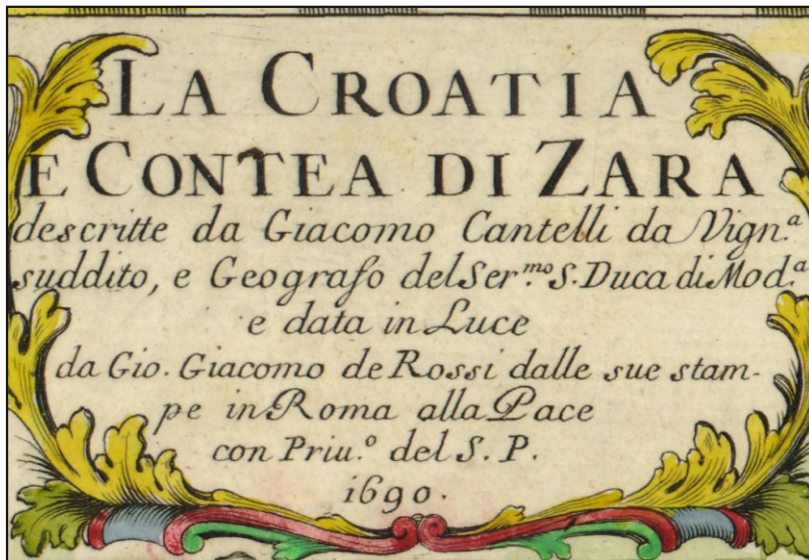 LA CROATIA
E CONTEA DI ZARA
descritte da Giacomo Cantelli da Vign.ª
suddito, e Geografo del Ser.ᵐᵒ S. Duca di Mod.ª
e data in Luce
da Gio. Giacomo de Rossi dalle sue stam-
pe in Roma alla Pace
con Priu.º del S. P.
1690.